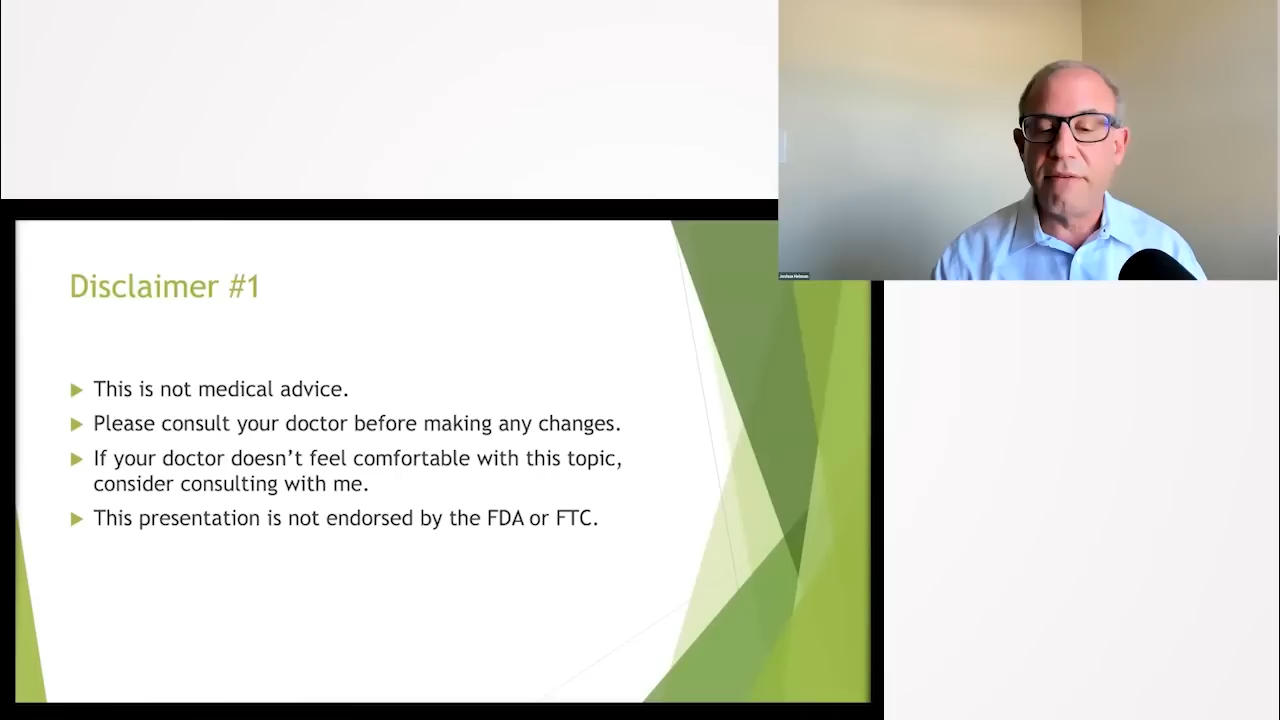 Joshua Helman
Disclaimer #1
This is not medical advice.
Please consult your doctor before making any changes.
If your doctor doesn't feel comfortable with this topic,
consider consulting with me.
This presentation is not endorsed by the FDA or FTC.